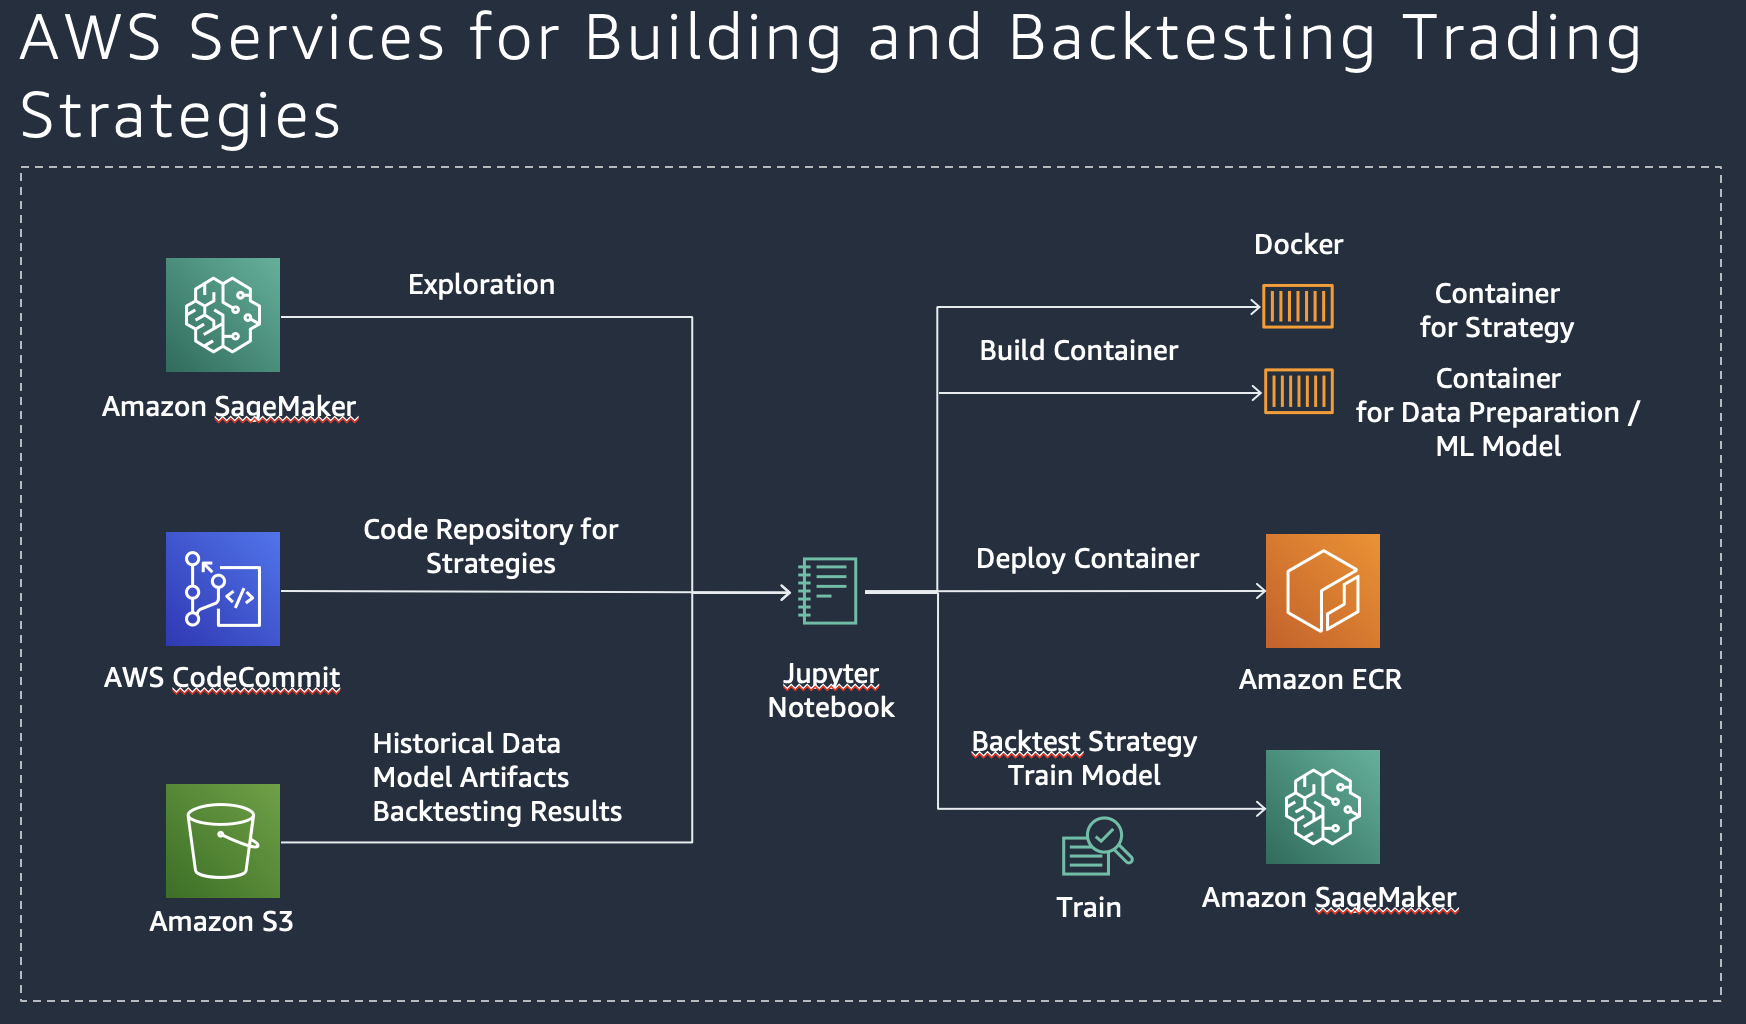 AWS Services for Building and Backtesting Trading
Strategies
Exploration
Amazon SageMaker
Code Repository for
Strategies
AWS CodeCommit
Historical Data
Model Artifacts
Backtesting Results
Amazon S3
Jupyter
Notebook
Docker
Container
for Strategy
Build Container
Container
for Data Preparation /
ML Model
Deploy Container
Amazon ECR
Backtest Strategy
Train Model
Train
Amazon SageMaker